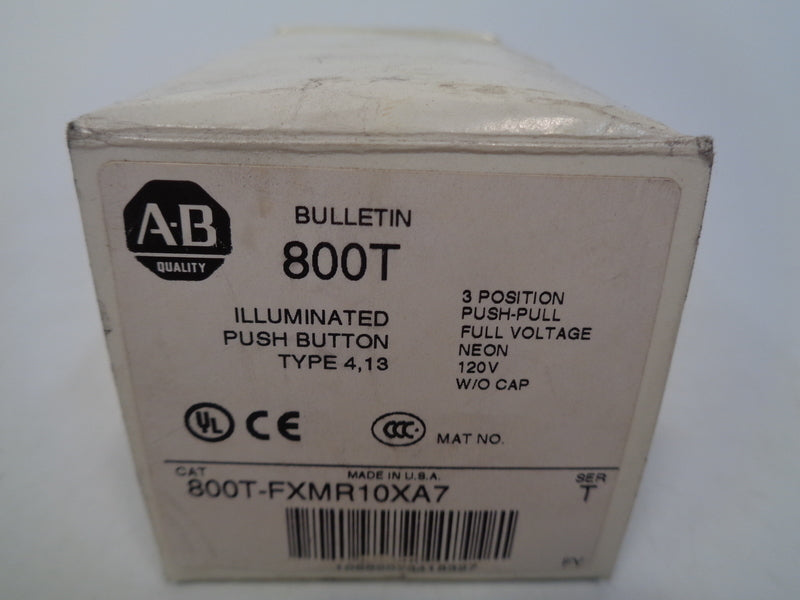 A-B
QUALITY
BULLETIN
800T
ILLUMINATED
PUSH BUTTON
TYPE 4,13
3 POSITION
PUSH-PULL
FULL VOLTAGE
NEON
120V
W/O CAP
UL CE CCC MAT NO.
CAT MADE IN U.S.A. SER
800T-FXMR10XA7 T